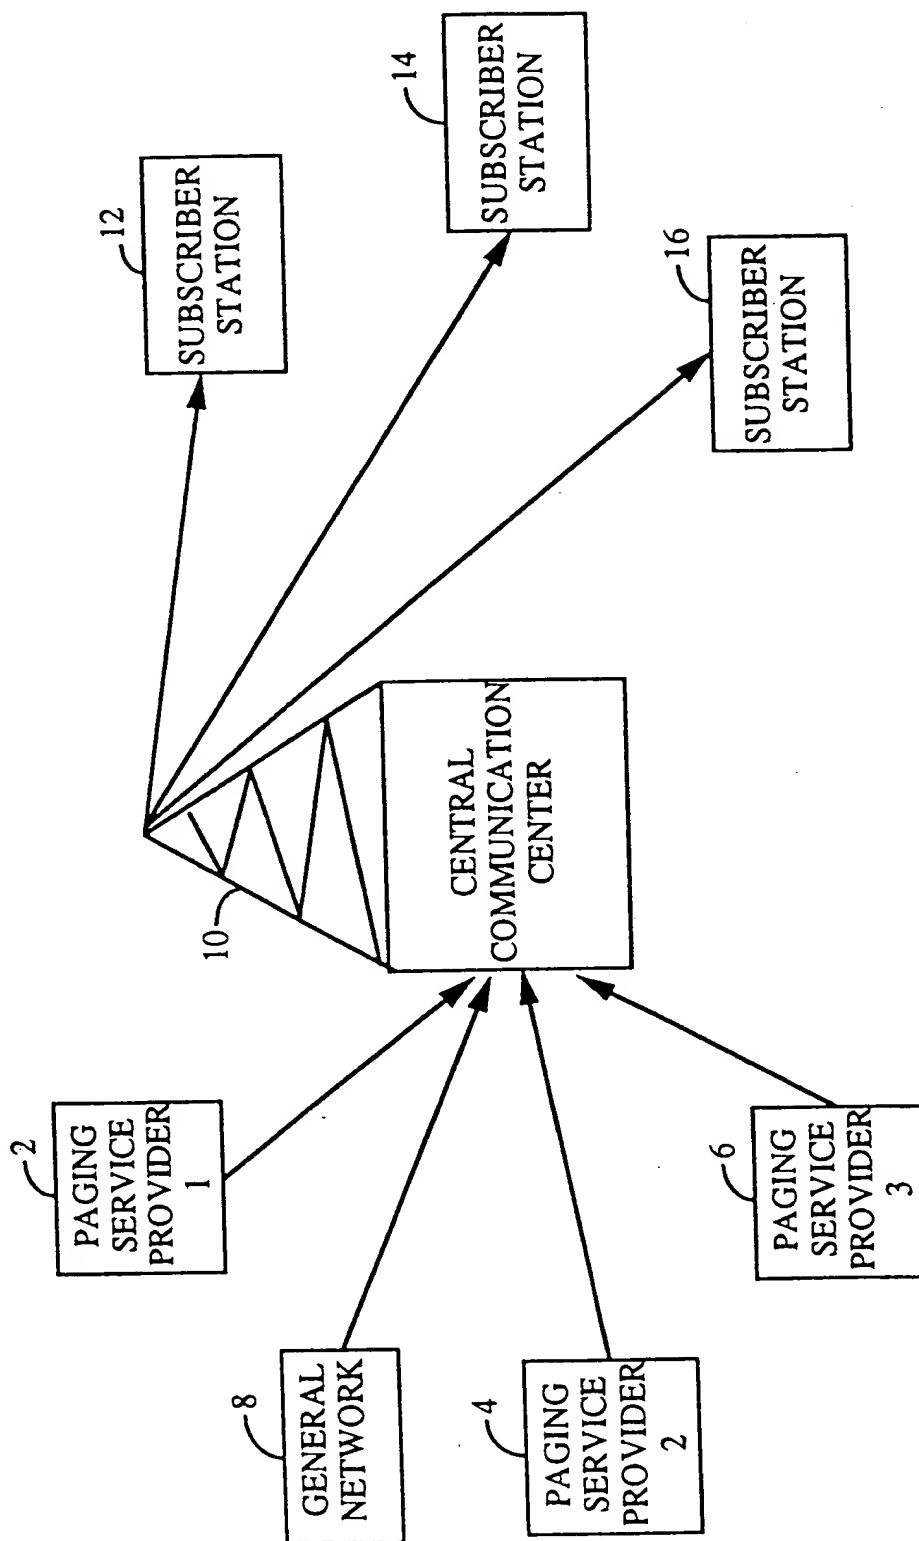 2
PAGING
SERVICE
PROVIDER
1
8
GENERAL
NETWORK
4
PAGING
SERVICE
PROVIDER
2
6
PAGING
SERVICE
PROVIDER
3
10
CENTRAL
COMMUNICATION
CENTER
12
SUBSCRIBER
STATION
14
SUBSCRIBER
STATION
16
SUBSCRIBER
STATION